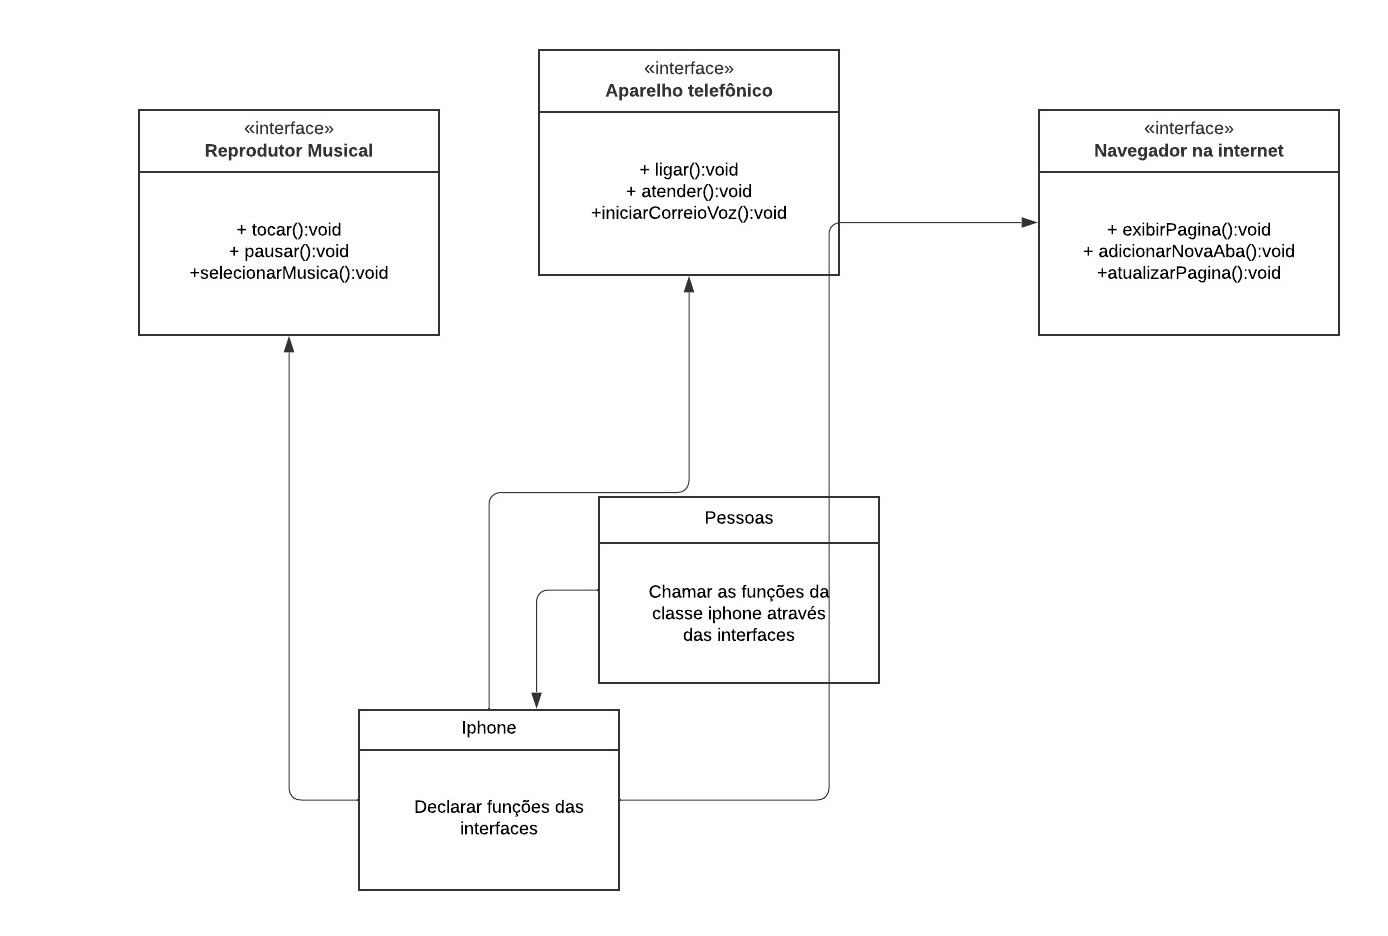 «interface»
Aparelho telefônico
+ ligar():void
+ atender():void
+iniciarCorreioVoz():void
«interface»
Reprodutor Musical
+ tocar():void
+ pausar():void
+selecionarMusica():void
«interface»
Navegador na internet
+ exibirPagina():void
+ adicionarNovaAba():void
+atualizarPagina():void
Pessoas
Chamar as funções da
classe iphone através
das interfaces
Iphone
Declarar funções das
interfaces